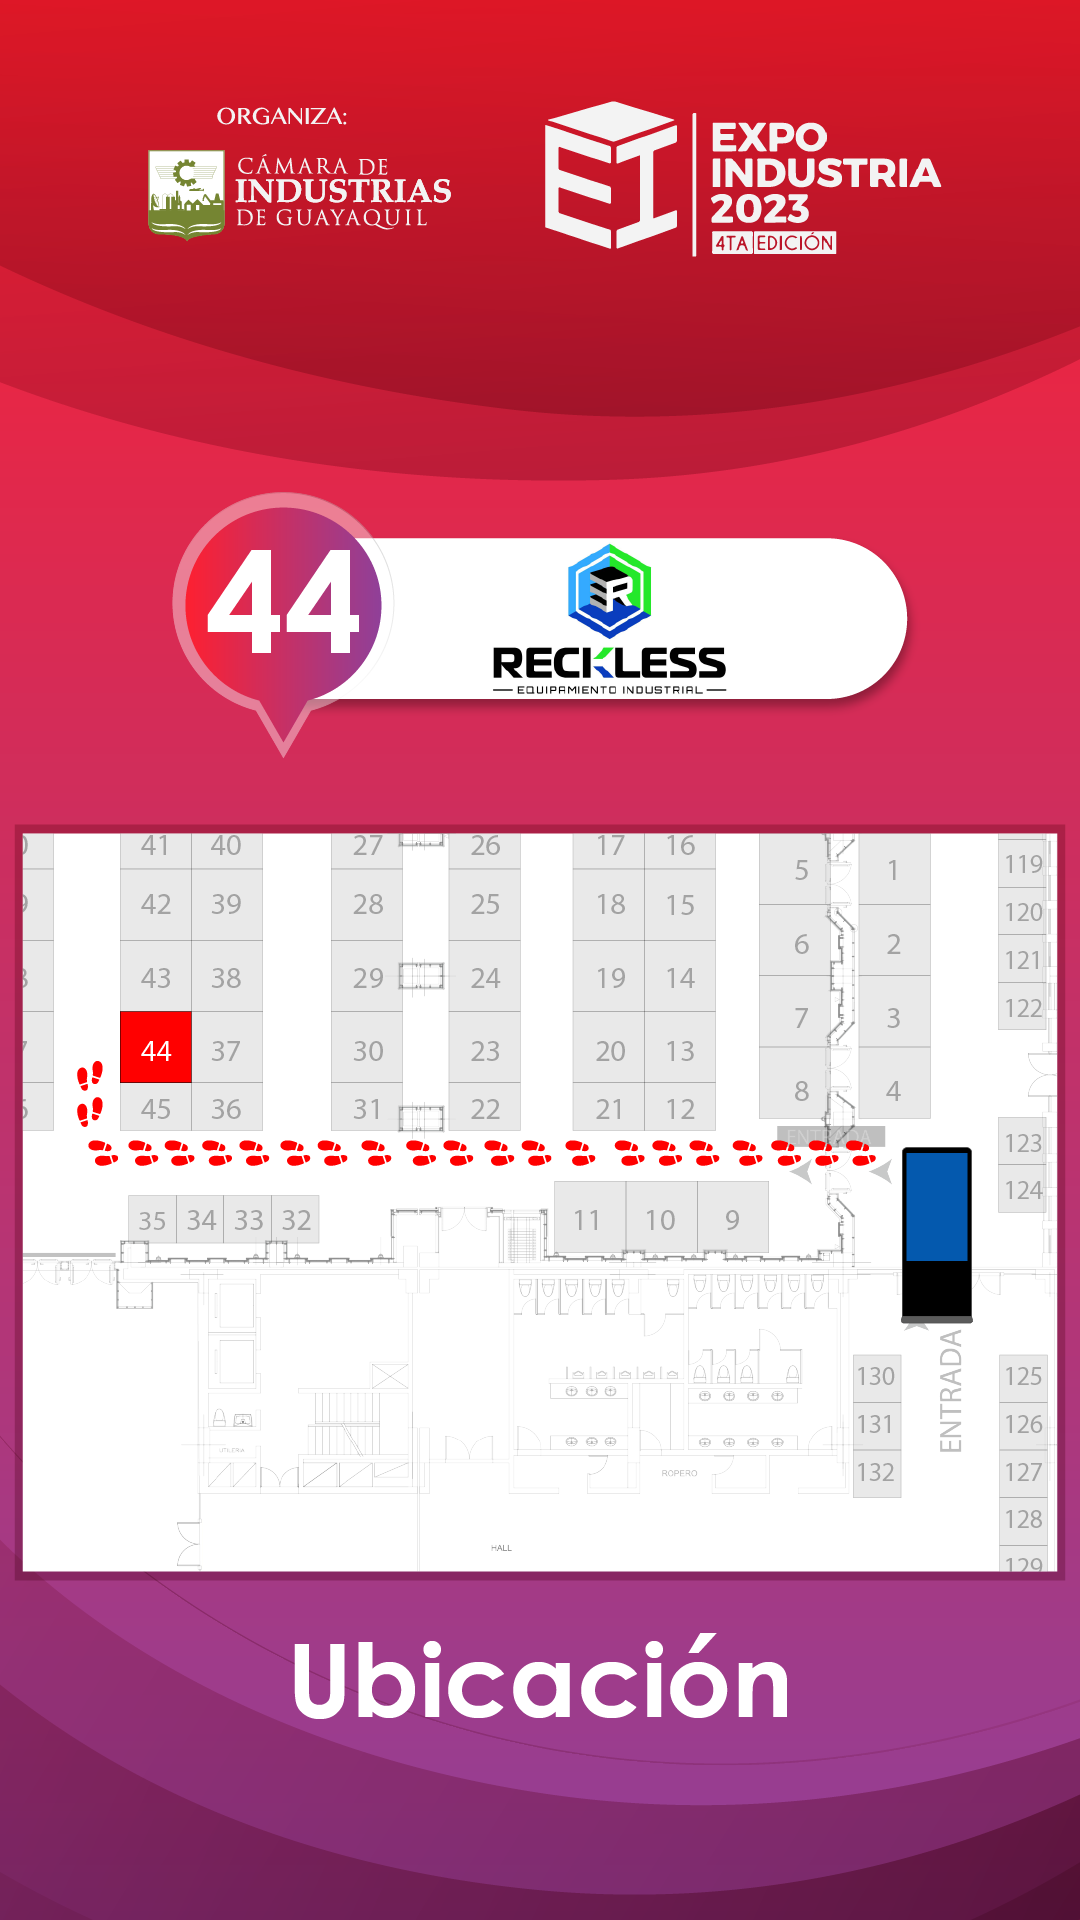 ORGANIZA:
CÁMARA DE
INDUSTRIAS
DE GUAYAQUIL
EXPO
INDUSTRIA
2023
4TA EDICIÓN
44
RECKLESS
EQUIPAMIENTO INDUSTRIAL
41 40 27 26 17 16 5 1 119
42 39 28 25 18 15 6 2 120
43 38 29 24 19 14 7 3 121
122
44 37 30 23 20 13 8 4
45 36 31 22 21 12
ENTRADA
123
124
35 34 33 32 11 10 9
ENTRADA
130 125
131 126
132 127
128
129
UTILERIA
ROPERO
HALL
Ubicación